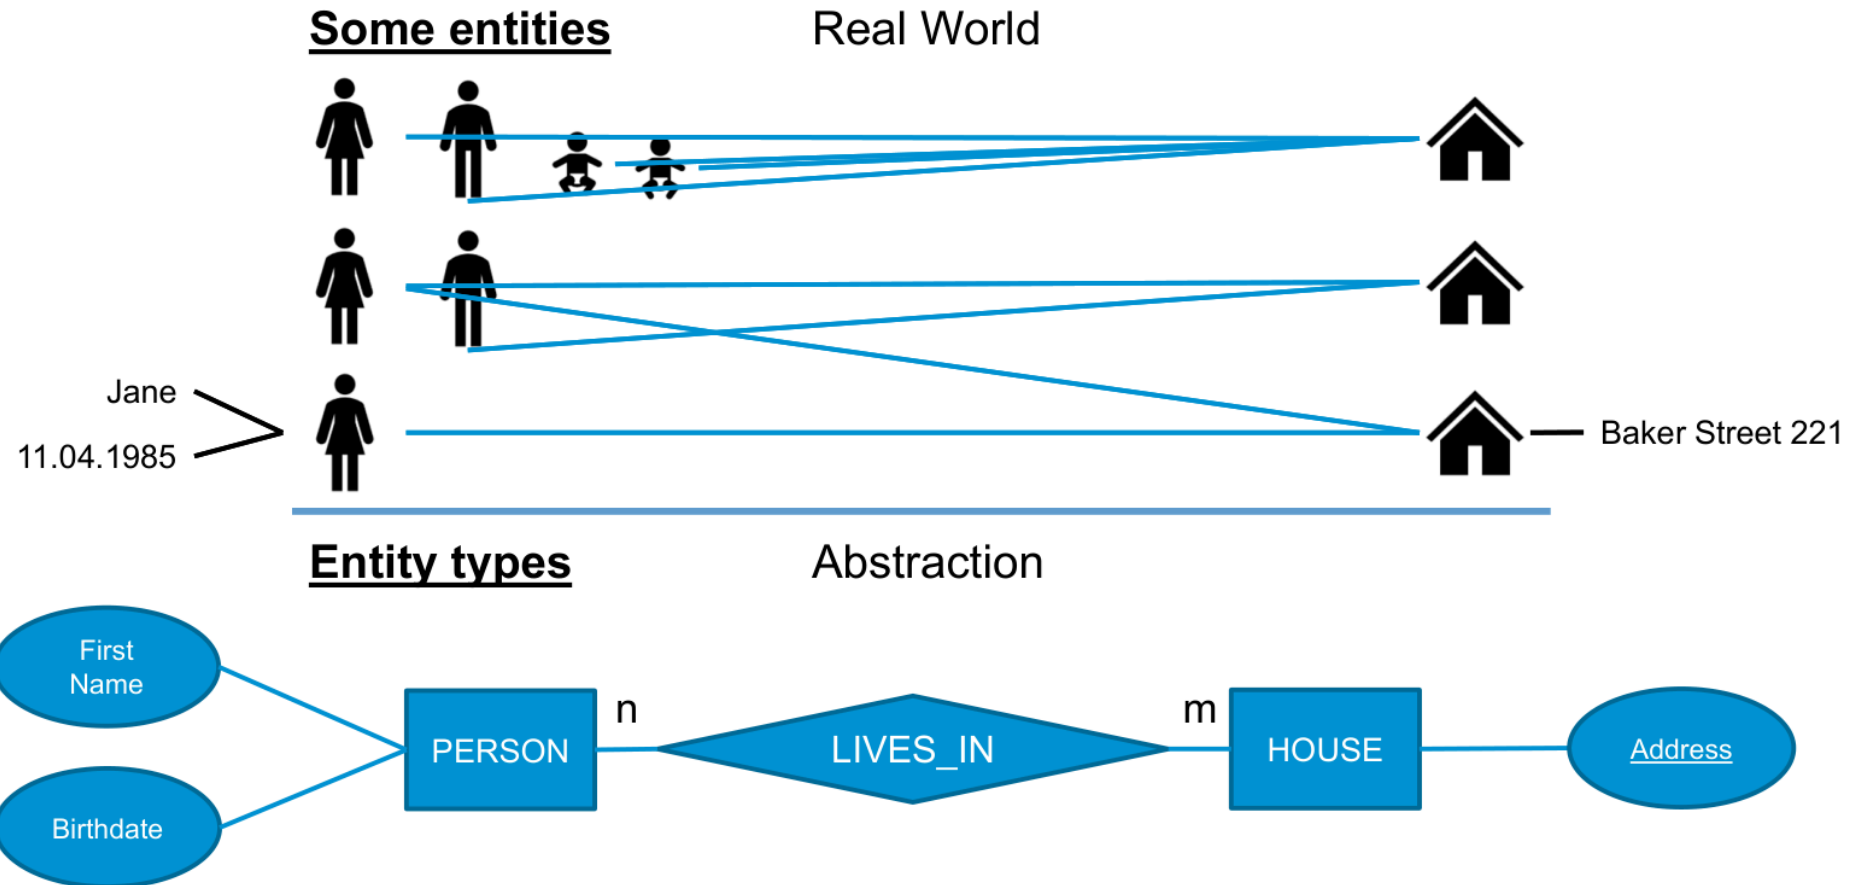 Some entities
Real World
Jane
11.04.1985
Baker Street 221
Entity types
Abstraction
First
Name
Birthdate
PERSON
n
LIVES_IN
m
HOUSE
Address